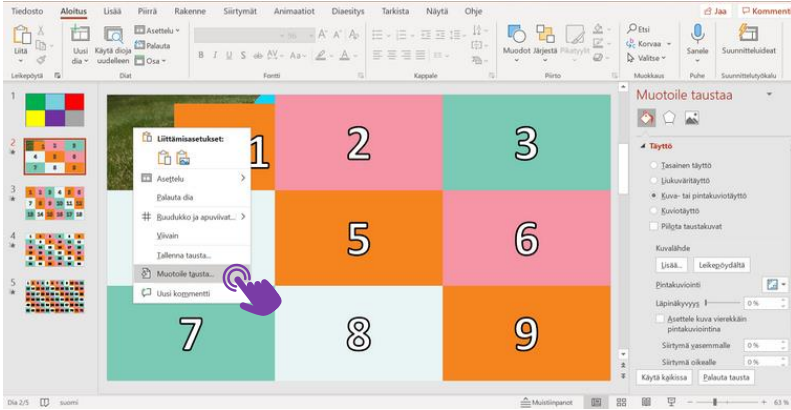 Tiedosto Aloitus Lisää Piirrä Rakenne Siirtymät Animaatiot Diaesitys Tarkista Näytä Ohje Jaa Kommentit
Liitä
Uusi dia
Käytä dioja uudelleen
Asettelu
Palauta
Osa
Muodot Järjestä Pikatyylit
Etsi
Korvaa
Valitse
Sanele
Suunnitteluideat
Leikepöytä Diat Fontti Kappale Piirto Muokkaus Puhe Suunnittelutyökalu
1
2
3
4
5
1 2 3
5 6
7 8 9
Liittämisasetukset:
Asettelu
Palauta dia
Ruudukko ja apuviivat...
Viivain
Tallenna tausta...
Muotoile tausta...
Uusi kommentti
Muotoile taustaa
Täyttö
Tasainen täyttö
Liukuväritäyttö
Kuva- tai pintakuviotäyttö
Kuviotäyttö
Piilota taustakuvat
Kuvalähde
Lisää... Leikepöydältä
Pintakuviointi
Läpinäkyvyys 0 %
Asettele kuva vierekkäin
pintakuviointina
Siirtymä vasemmalle 0 %
Siirtymä oikealle 0 %
Käytä kaikissa Palauta tausta
Dia 2/5 suomi Muistiinpanot 63 %